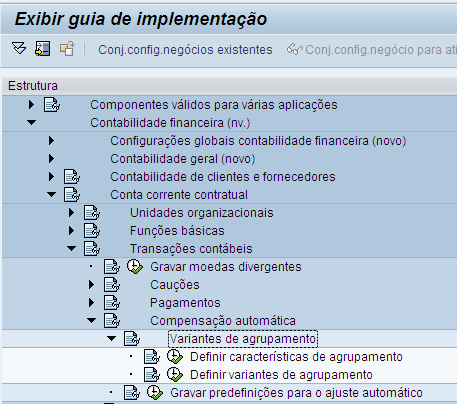 Exibir guia de implementação
Conj.config.negócios existentes Conj.config.negócio para ati
Estrutura
Componentes válidos para várias aplicações
Contabilidade financeira (nv.)
Configurações globais contabilidade financeira (novo)
Contabilidade geral (novo)
Contabilidade de clientes e fornecedores
Conta corrente contratual
Unidades organizacionais
Funções básicas
Transações contábeis
Gravar moedas divergentes
Cauções
Pagamentos
Compensação automática
Variantes de agrupamento
Definir características de agrupamento
Definir variantes de agrupamento
Gravar predefinições para o ajuste automático